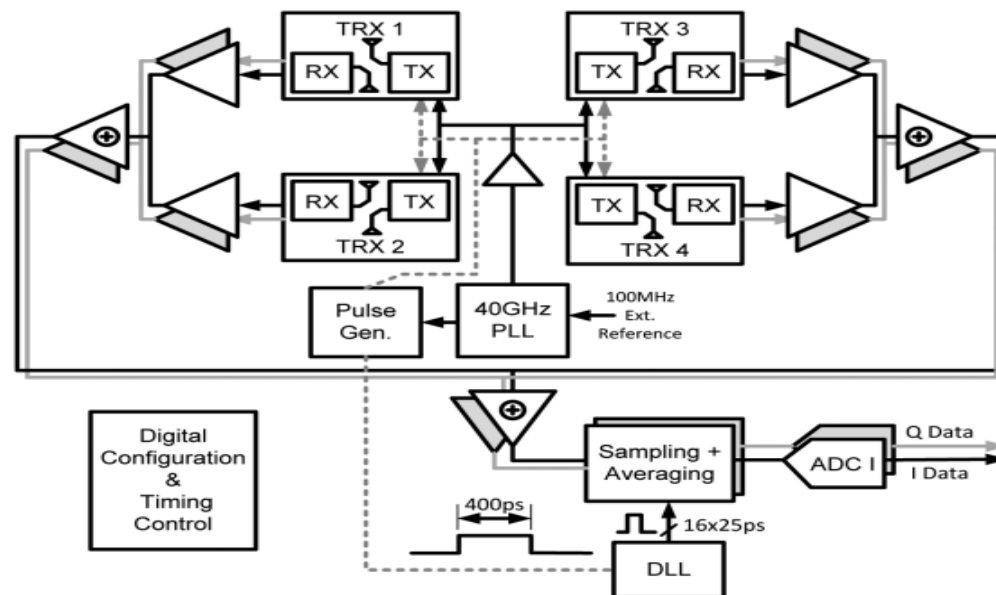 TRX 1
RX
TX
TRX 3
TX
RX
RX
TX
TRX 2
TX
RX
TRX 4
Pulse
Gen.
40GHz
PLL
100MHz
Ext.
Reference
Digital
Configuration
&
Timing
Control
Sampling +
Averaging
ADC I
Q Data
I Data
400ps
16x25ps
DLL